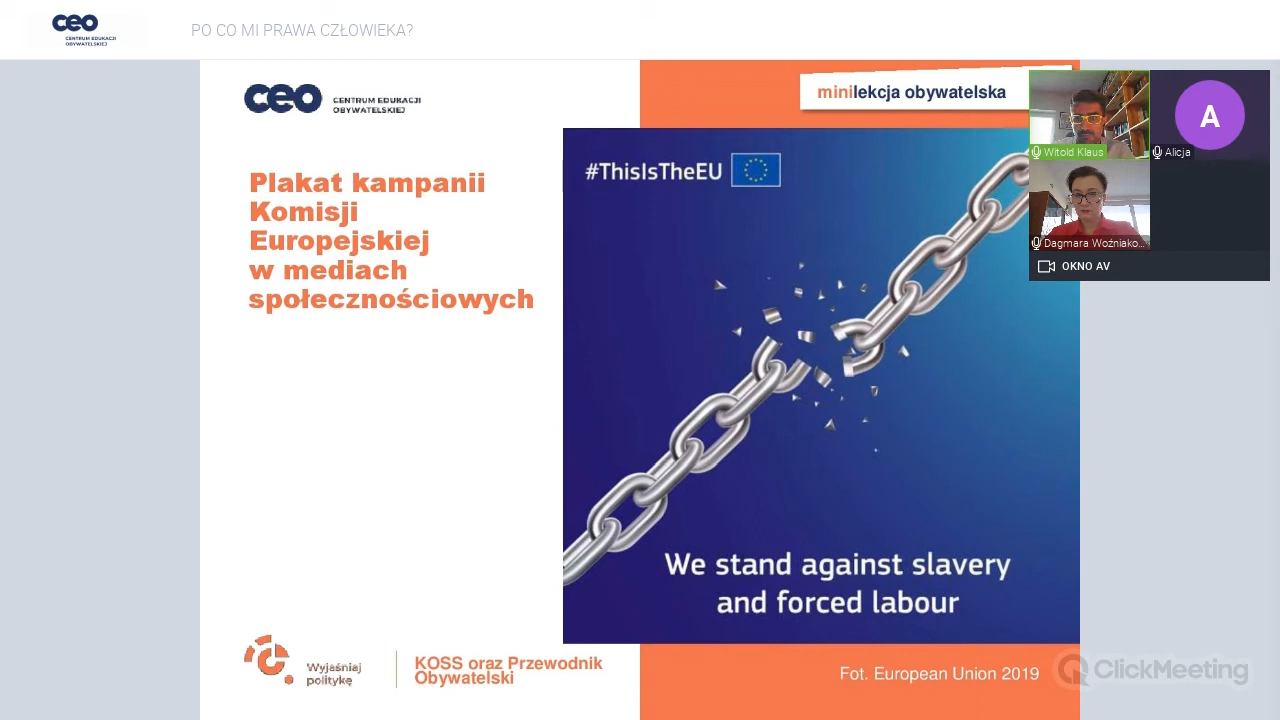 ceo
CENTRUM EDUKACJI
OBYWATELSKIEJ
PO CO MI PRAWA CZŁOWIEKA?
ceo
CENTRUM EDUKACJI
OBYWATELSKIEJ
minilekcja obywatelska
Plakat kampanii
Komisji
Europejskiej
w mediach
społecznościowych
#ThisIsTheEU
We stand against slavery
and forced labour
Witold Klaus
A
Alicja
Dagmara Woźniako...
OKNO AV
Wyjaśniaj
politykę
KOSS oraz Przewodnik
Obywatelski
Fot. European Union 2019
ClickMeeting